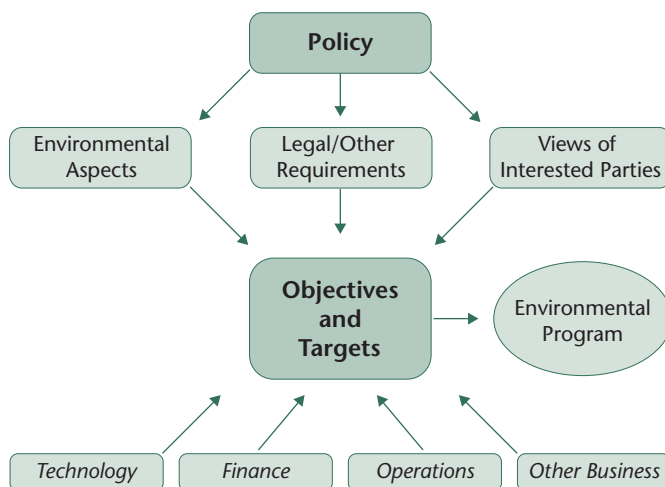 Policy
Environmental
Aspects
Legal/Other
Requirements
Views of
Interested Parties
Objectives
and
Targets
Environmental
Program
Technology
Finance
Operations
Other Business